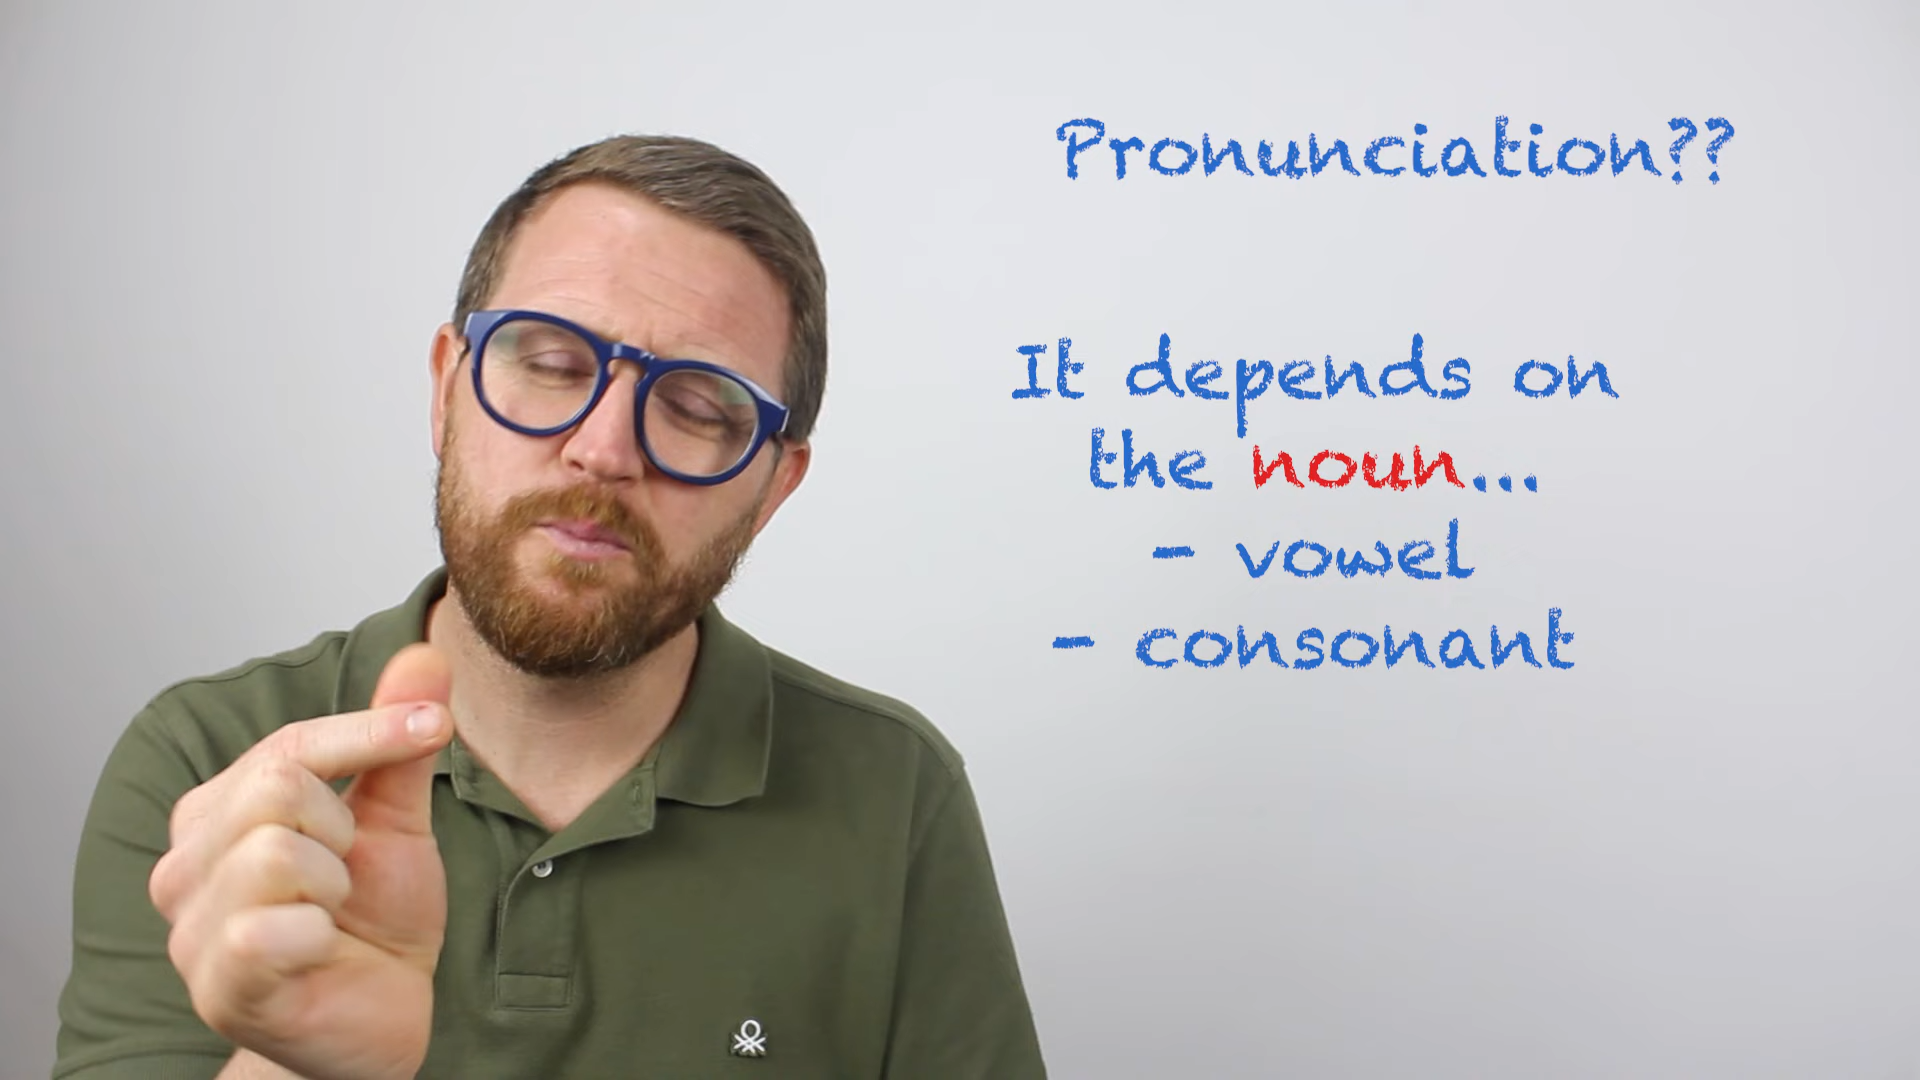 Pronunciation??
It depends on
the noun...
- vowel
- consonant